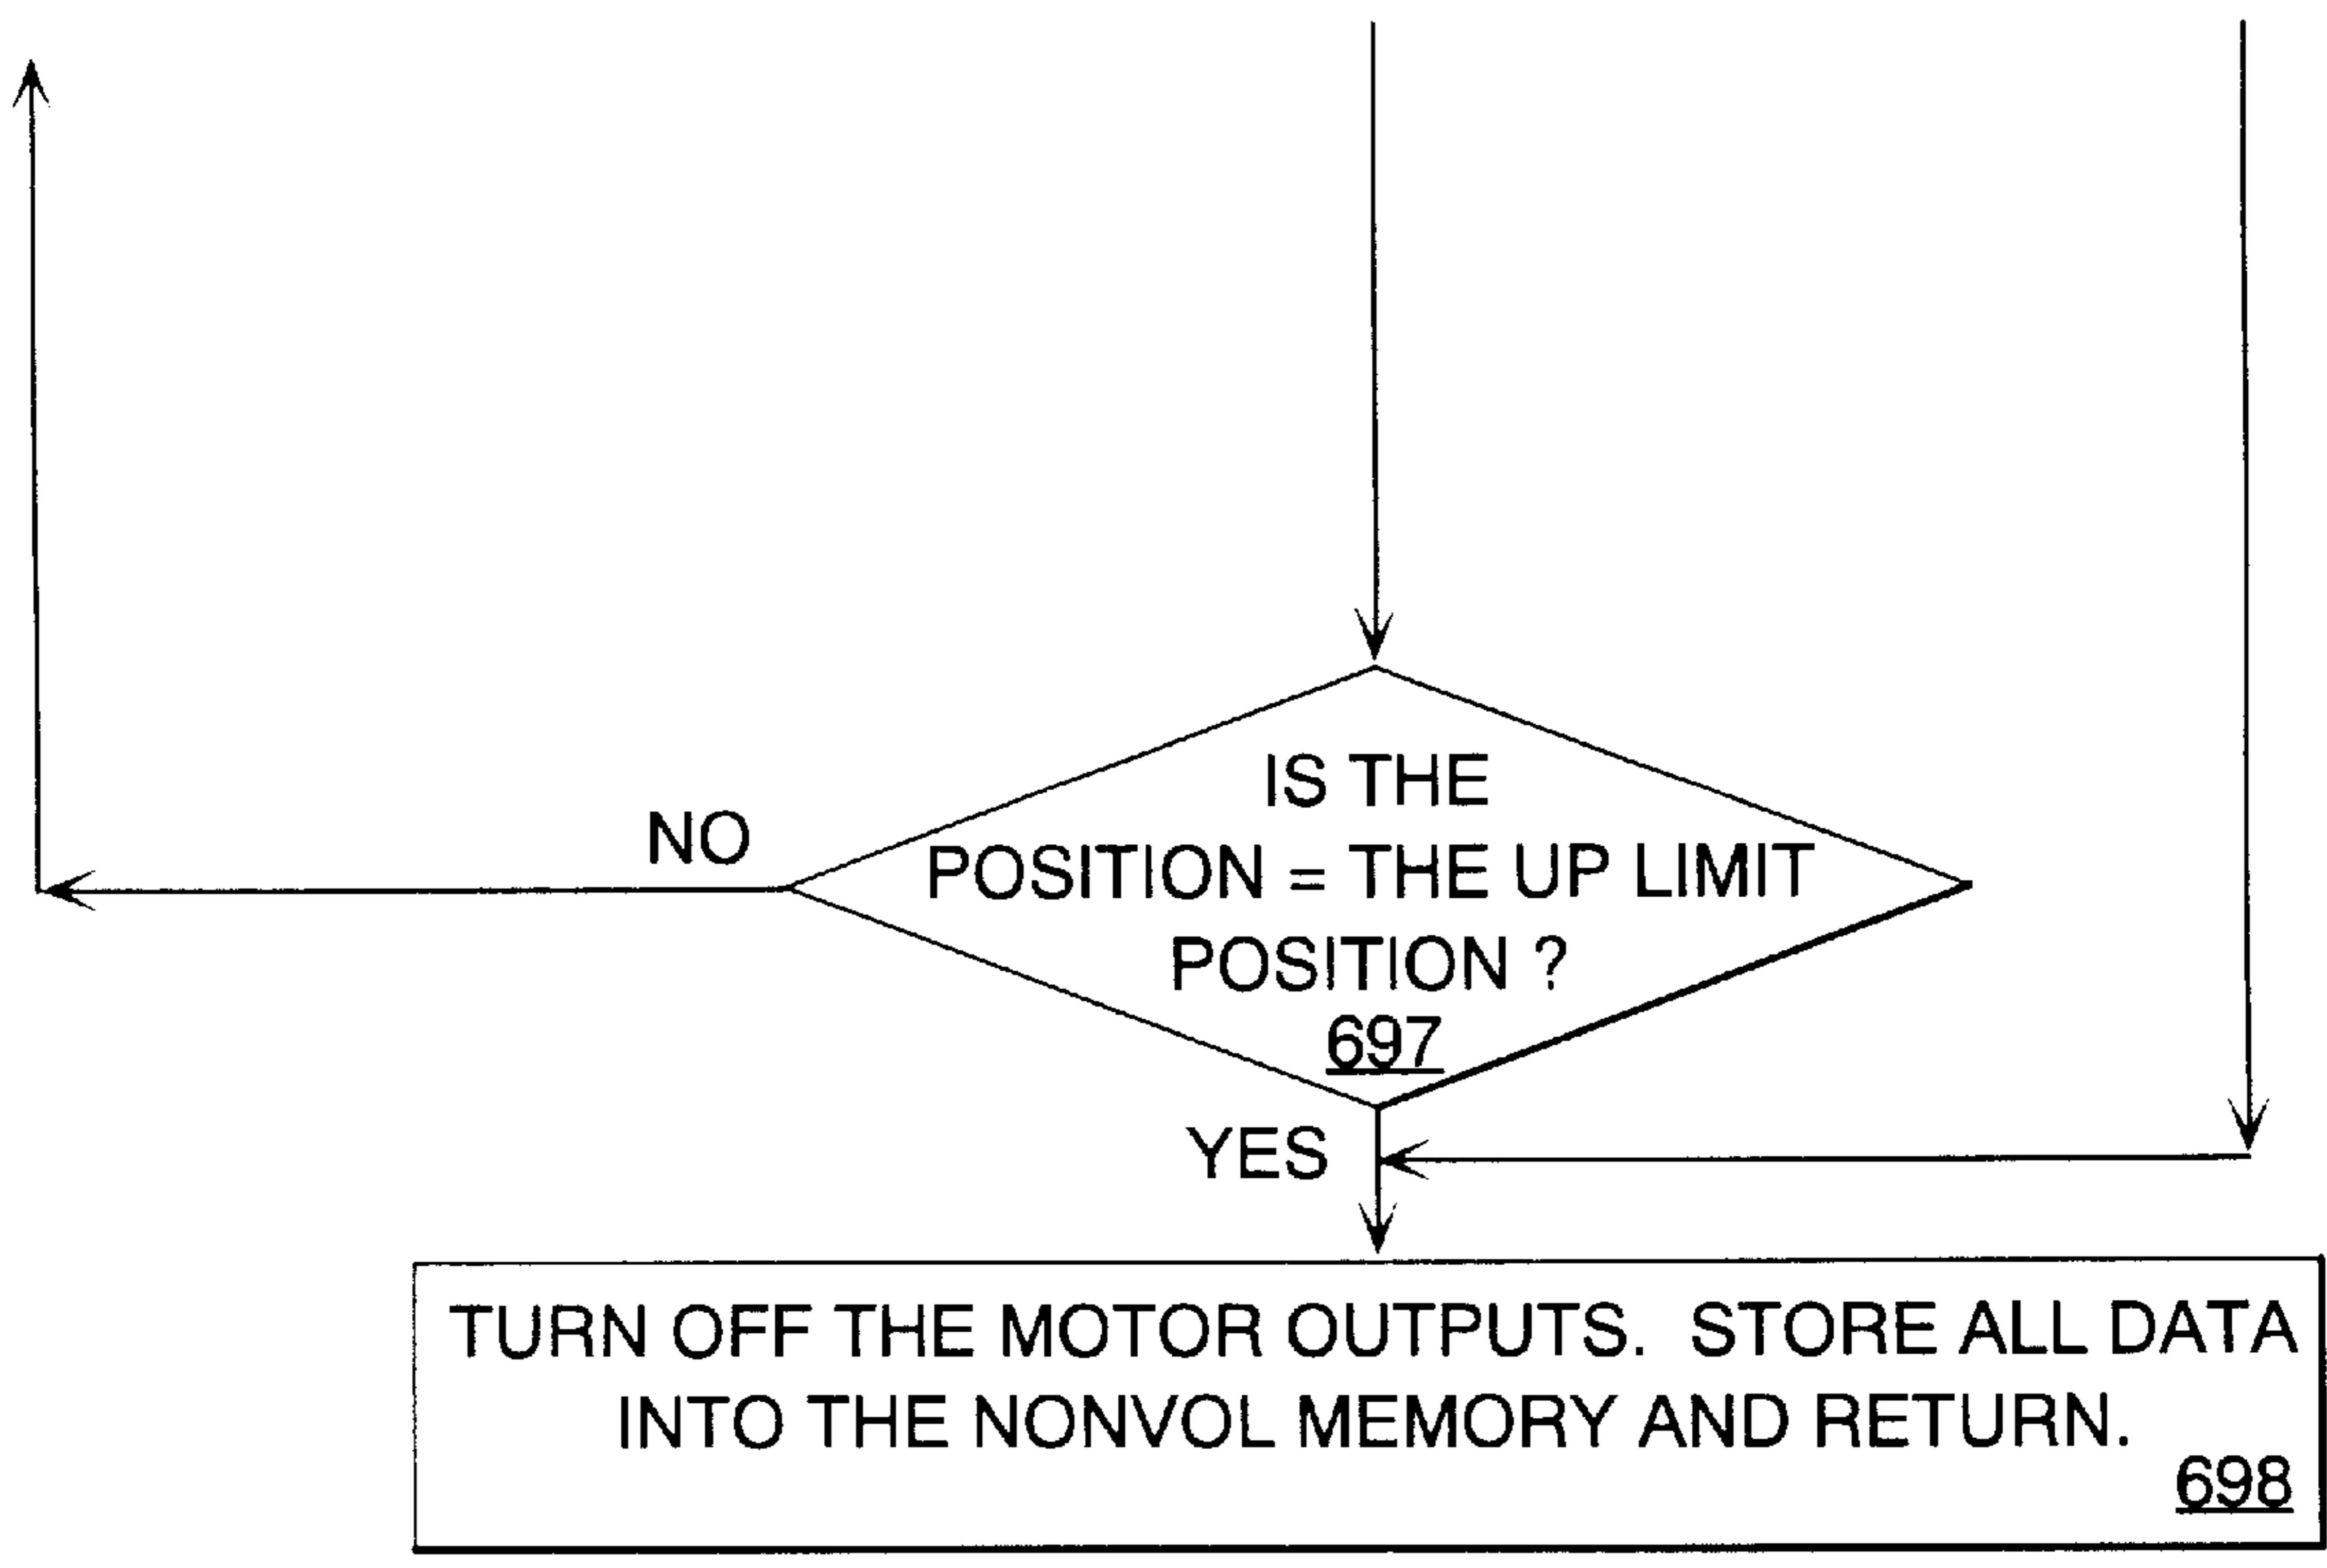 IS THE
NO
POSITION = THE UP LIMIT
POSITION ?
697
YES
TURN OFF THE MOTOR OUTPUTS. STORE ALL DATA
INTO THE NONVOL MEMORY AND RETURN.
698